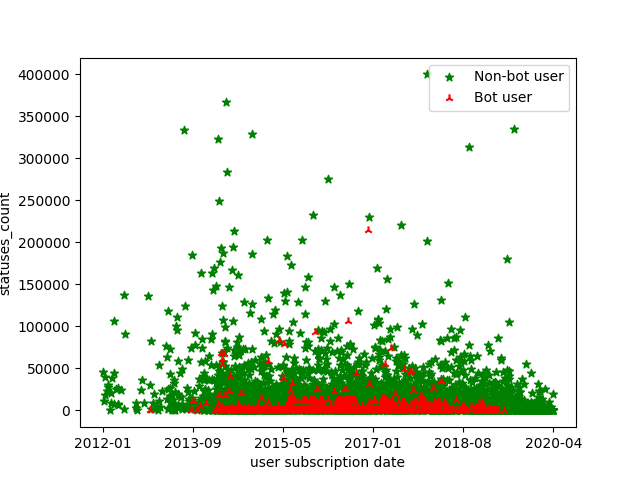 400000
350000
300000
250000
200000
150000
100000
50000
0
statuses_count
Non-bot user
Bot user
2012-01 2013-09 2015-05 2017-01 2018-08 2020-04
user subscription date